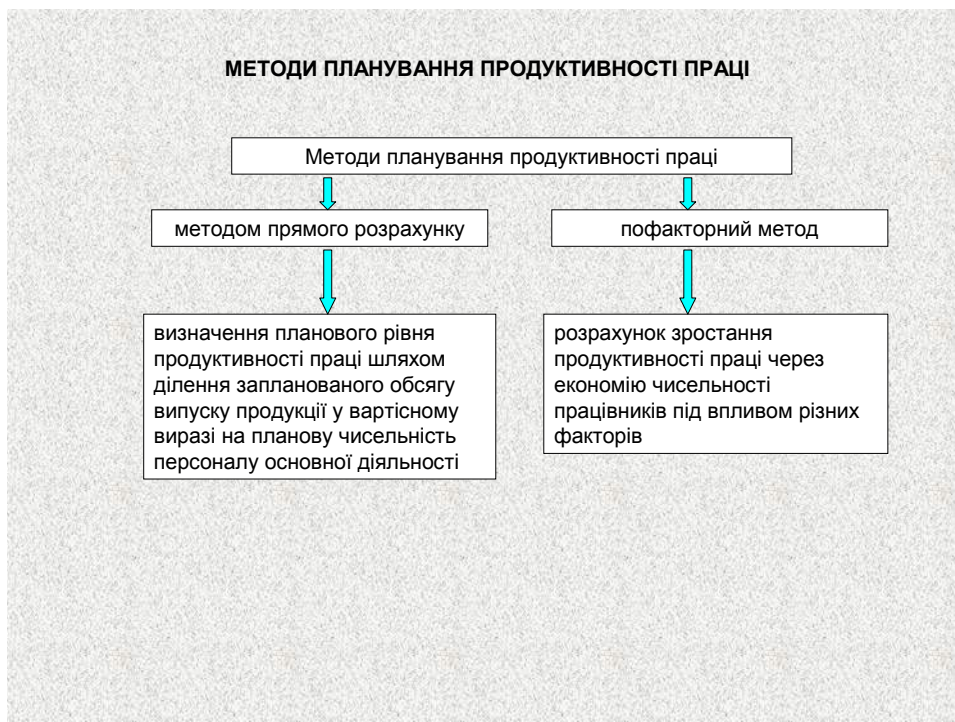 МЕТОДИ ПЛАНУВАННЯ ПРОДУКТИВНОСТІ ПРАЦІ
Методи планування продуктивності праці
методом прямого розрахунку
пофакторний метод
визначення планового рівня
продуктивності праці шляхом
ділення запланованого обсягу
випуску продукції у вартісному
виразі на планову чисельність
персоналу основної діяльності
розрахунок зростання
продуктивності праці через
економію чисельності
працівників під впливом різних
факторів